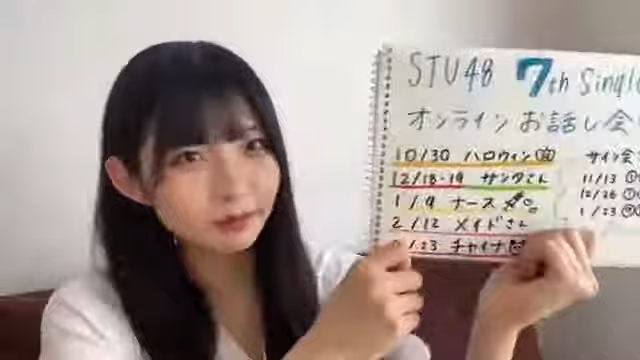 STU48 7th Single
オンラインお話し会
10/30 ハロウィン
12/18-19 サンタさん
1/9 ナース
2/12 メイドさん
/23 チャイナ
サイン会
11/13
12/26
1/23